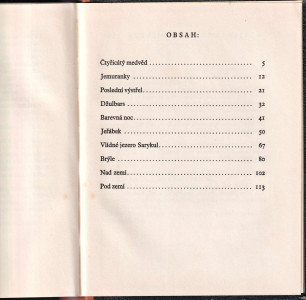 OBSAH:
Čtyřicitý medvěd ........ 5
Jemuranky ........ 12
Poslední výstřel ........ 21
Džulbars ........ 32
Barevná noc ........ 41
Jeřábek ........ 50
Vlídné jezero Sarykul ........ 67
Brýle ........ 80
Nad zemí ........ 102
Pod zemí ........ 113